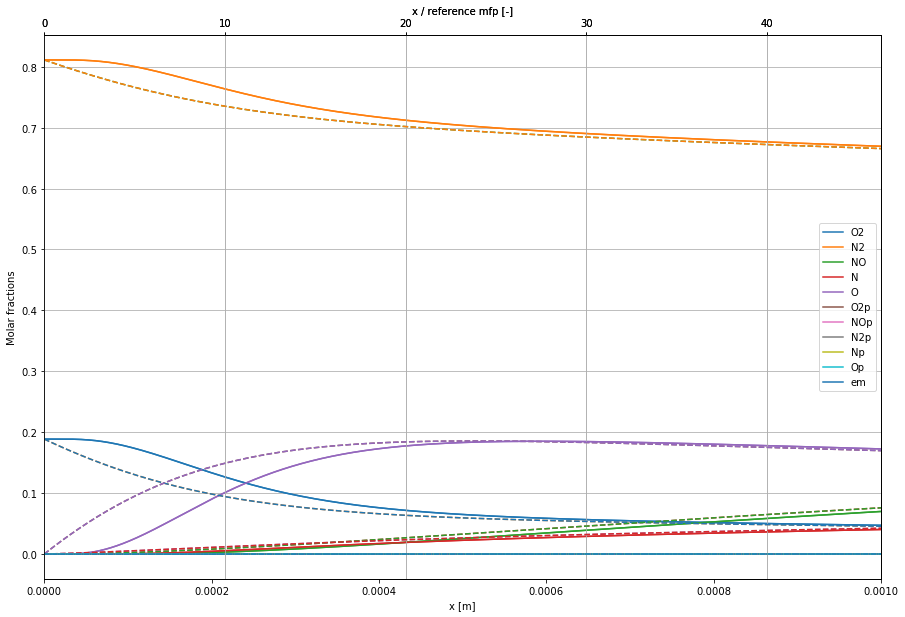 x / reference mfp [-]
0 10 20 30 40
0.8
0.7
0.6
0.5
0.4
0.3
0.2
0.1
0.0
Molar fractions
O2
N2
NO
N
O
O2p
NOp
N2p
Np
Op
em
0.0000 0.0002 0.0004 0.0006 0.0008 0.0010
x [m]